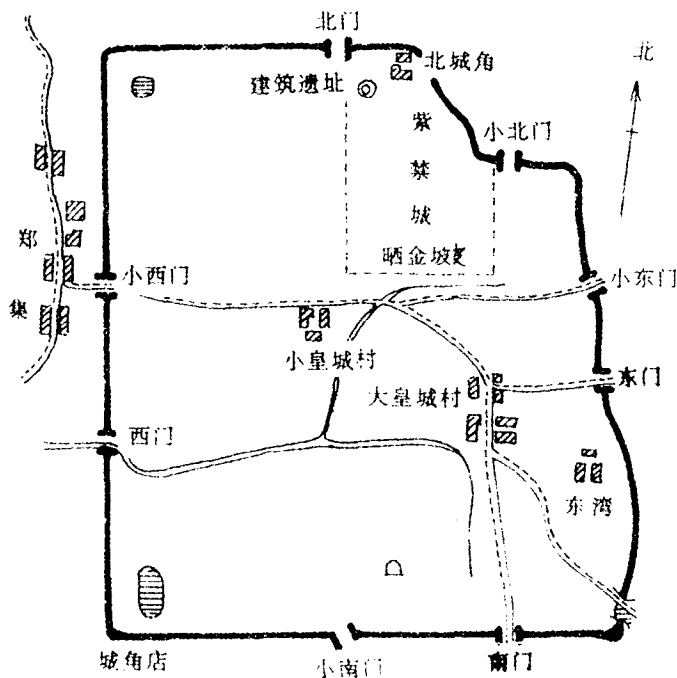 北门
北
北城角
建筑遗址
小北门
紫禁城
晒金坡
郑集
小西门
小东门
小皇城村
大皇城村
东门
西门
东湾
城角店
小南门
南门